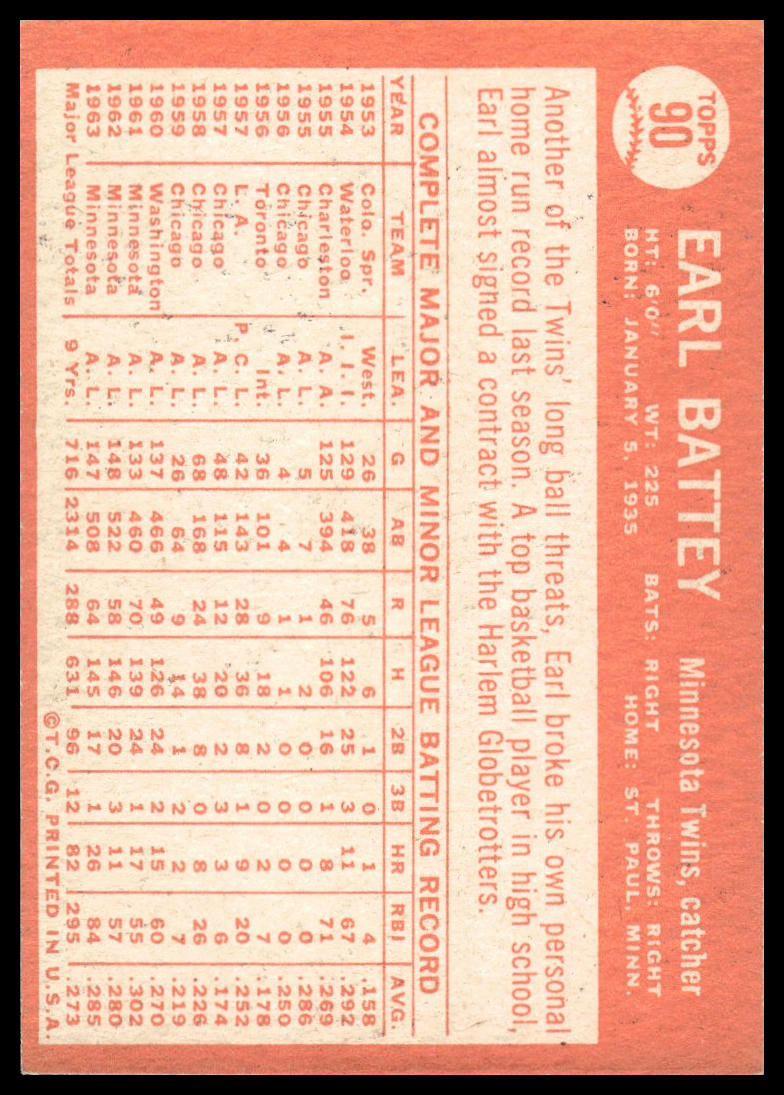 TOPPS
90
EARL BATTEY Minnesota Twins, catcher
HT: 6'0" WT: 225 BATS: RIGHT THROWS: RIGHT
BORN: JANUARY 5, 1935 HOME: ST. PAUL, MINN.
Another of the Twins' long ball threats, Earl broke his own personal
home run record last season. A top basketball player in high school,
Earl almost signed a contract with the Harlem Globetrotters.
COMPLETE MAJOR AND MINOR LEAGUE BATTING RECORD
YEAR TEAM LEA. G AB R H 2B 3B HR RBI AVG.
1953 Colo. Spr. West. 26 38 5 6 1 0 1 4 .158
1954 Waterloo I. I. I. 129 418 76 122 25 3 11 67 .292
1955 Charleston A. A. 125 394 46 106 16 1 8 71 .269
1955 Chicago A. L. 5 7 1 2 0 0 0 0 .286
1956 Chicago A. L. 4 4 1 1 0 0 0 0 .250
1956 Toronto Int. 36 101 9 18 2 0 2 7 .178
1957 L. A. P. C. L. 42 143 28 36 8 1 9 20 .252
1957 Chicago A. L. 48 115 12 20 2 3 3 6 .174
1958 Chicago A. L. 68 168 24 38 8 0 8 26 .226
1959 Chicago A. L. 26 64 9 14 1 2 2 7 .219
1960 Washington A. L. 137 466 49 126 24 2 15 60 .270
1961 Minnesota A. L. 133 460 70 139 24 1 17 55 .302
1962 Minnesota A. L. 148 522 58 146 20 3 11 57 .280
1963 Minnesota A. L. 147 508 64 145 17 1 26 84 .285
Major League Totals 9 Yrs. 716 2314 288 631 96 12 82 295 .273
©T.C.G. PRINTED IN U.S.A.